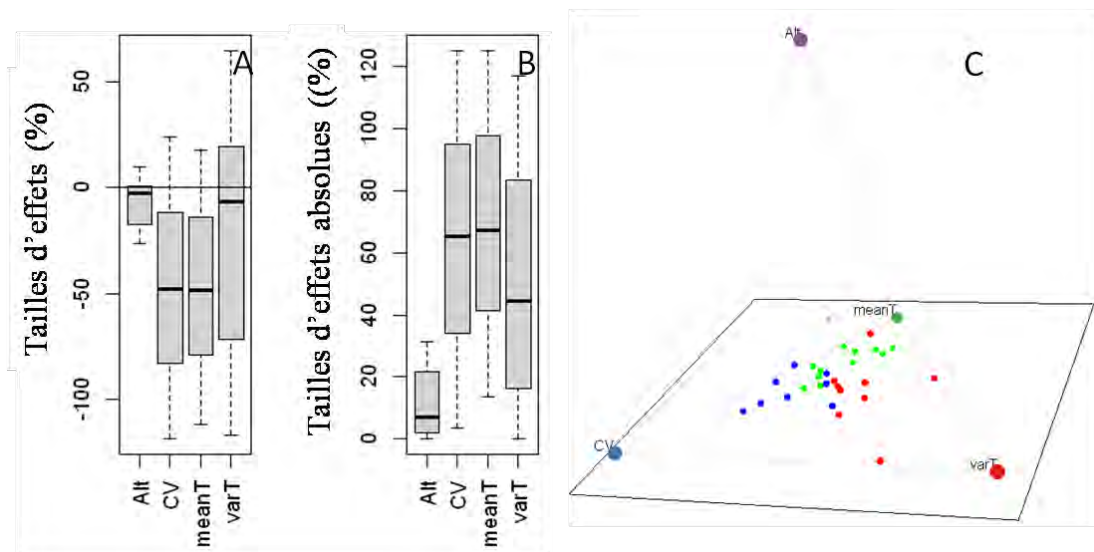 A
Tailles d'effets (%)
50
0
-50
-100
Alt
CV
meanT
varT
B
Tailles d'effets absolues ((%)
120
100
80
60
40
20
0
Alt
CV
meanT
varT
C
Alt
meanT
CV
varT